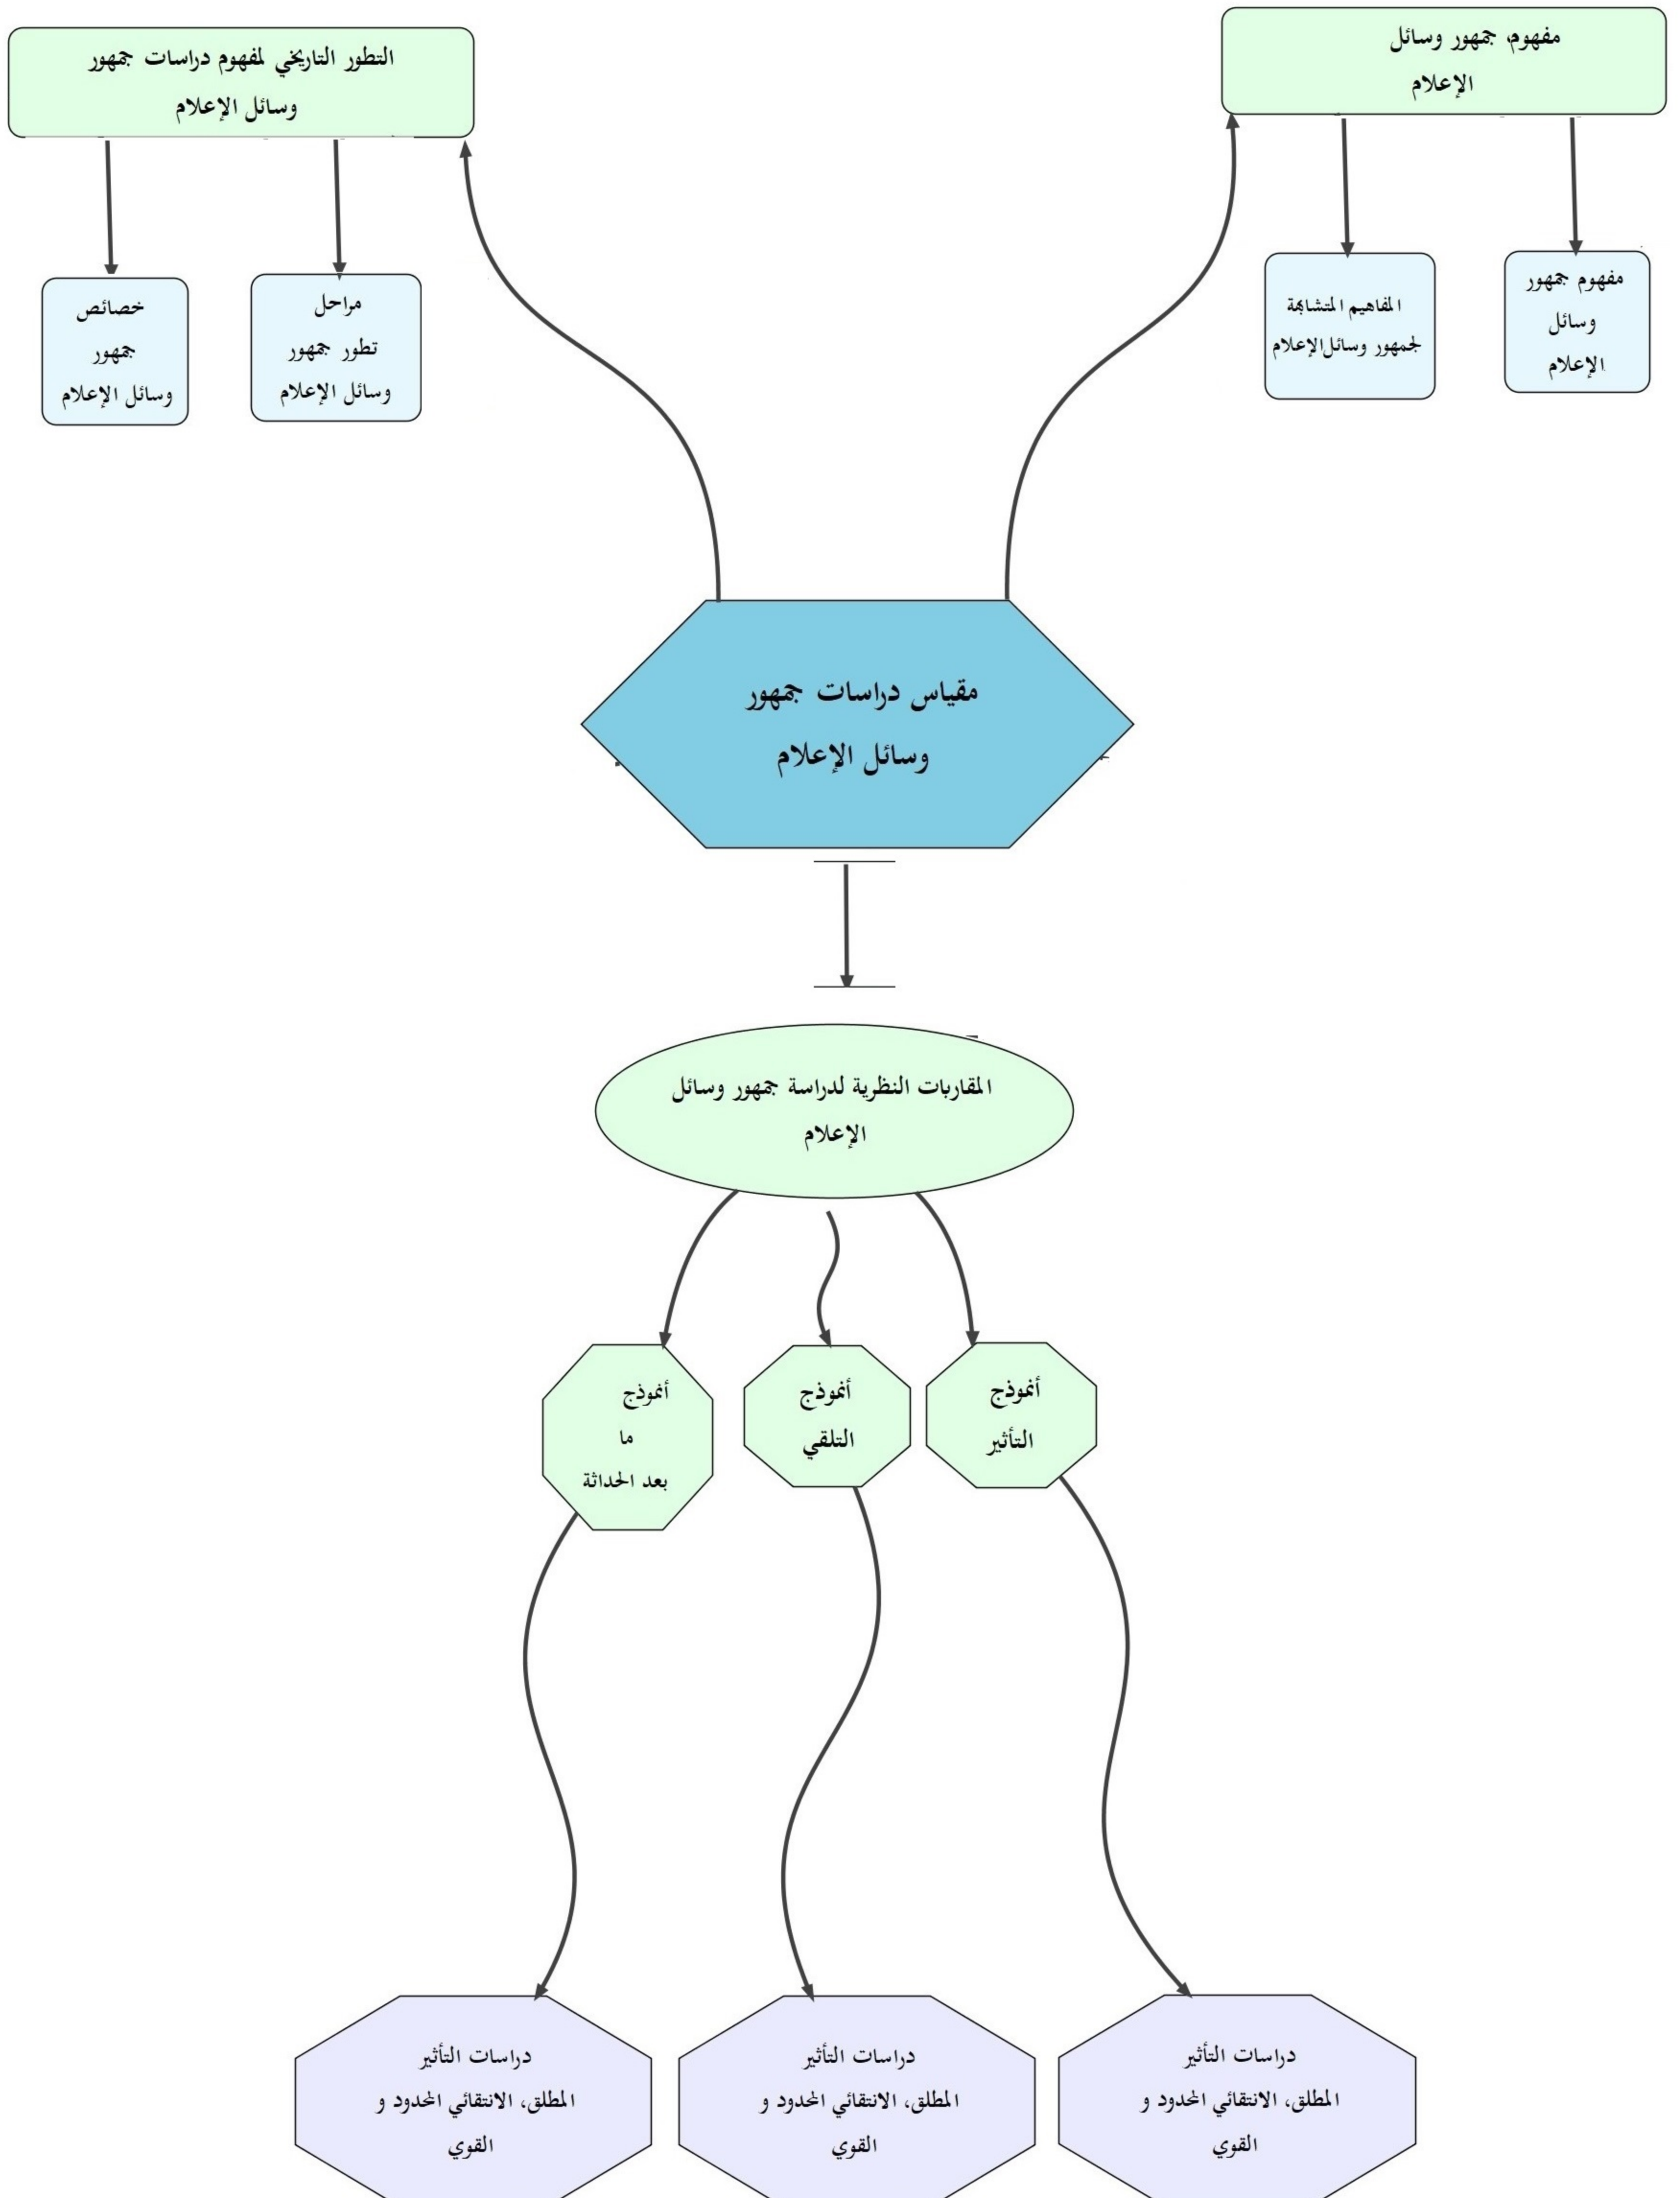 مفهوم، جمهور وسائل
الإعلام
مفهوم جمهور
وسائل
الإعلام
المفاهيم المتشابهة
لجمهور وسائل الإعلام
التطور التاريخي لمفهوم دراسات جمهور
وسائل الإعلام
مراحل
تطور جمهور
وسائل الإعلام
خصائص
جمهور
وسائل الإعلام
مقياس دراسات جمهور
وسائل الإعلام
المقاربات النظرية لدراسة جمهور وسائل
الإعلام
أنموذج
التأثير
أنموذج
التلقي
أنموذج
ما
بعد الحداثة
دراسات التأثير
المطلق، الانتقائي المحدود و
القوي
دراسات التأثير
المطلق، الانتقائي المحدود و
القوي
دراسات التأثير
المطلق، الانتقائي المحدود و
القوي